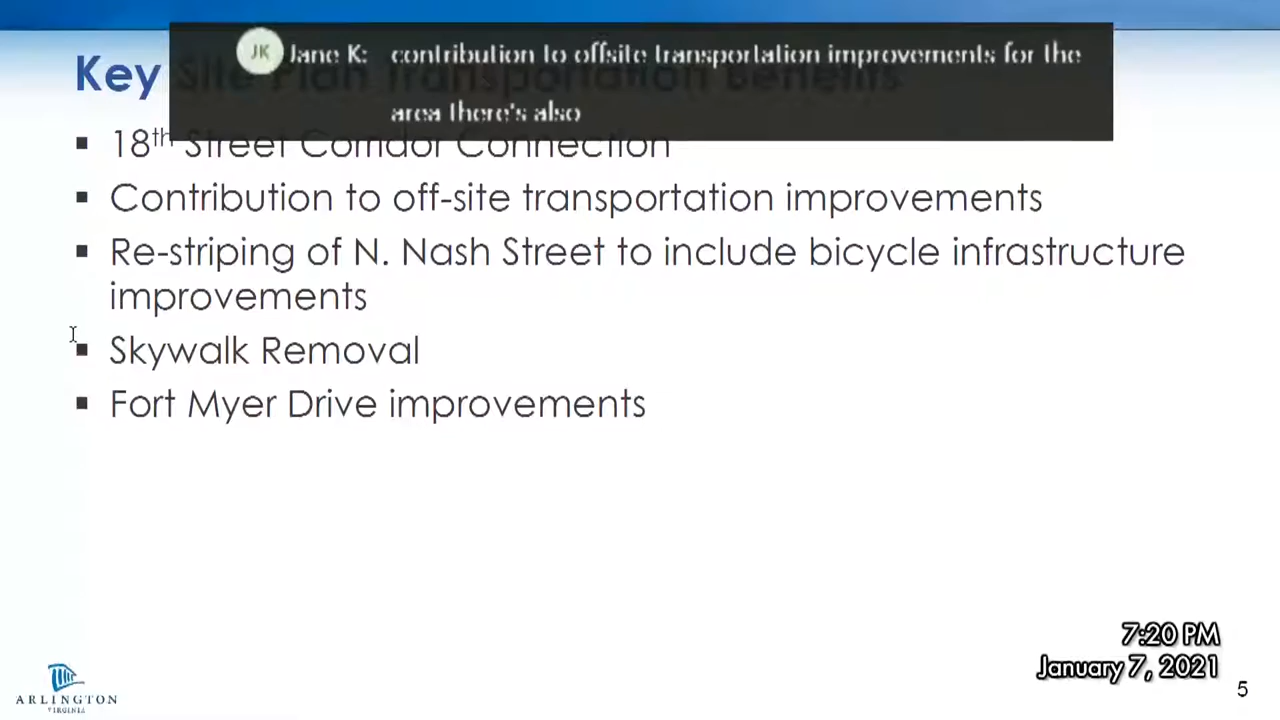 JK Jane K: contribution to offsite transportation improvements for the
area there's also
Key Site Plan Transportation Benefits
▪ 18th Street Corridor Connection
▪ Contribution to off-site transportation improvements
▪ Re-striping of N. Nash Street to include bicycle infrastructure
improvements
▪ Skywalk Removal
▪ Fort Myer Drive improvements
7:20 PM
January 7, 2021
5
ARLINGTON
VIRGINIA